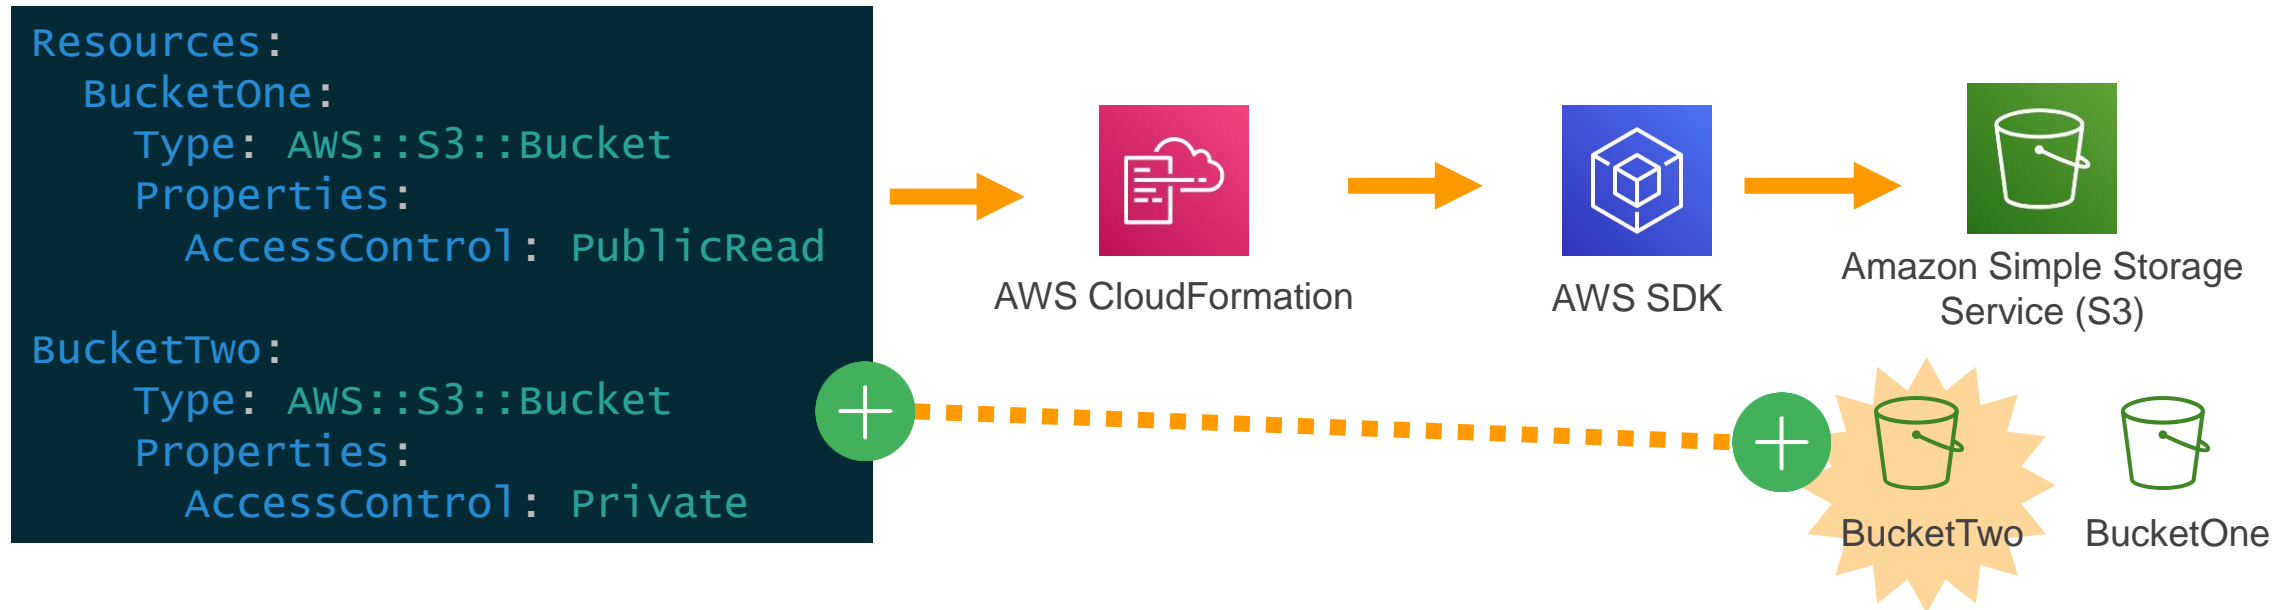 Resources:
  BucketOne:
    Type: AWS::S3::Bucket
    Properties:
      AccessControl: PublicRead

BucketTwo:
    Type: AWS::S3::Bucket
    Properties:
      AccessControl: Private
AWS CloudFormation
AWS SDK
Amazon Simple Storage
Service (S3)
BucketTwo
BucketOne